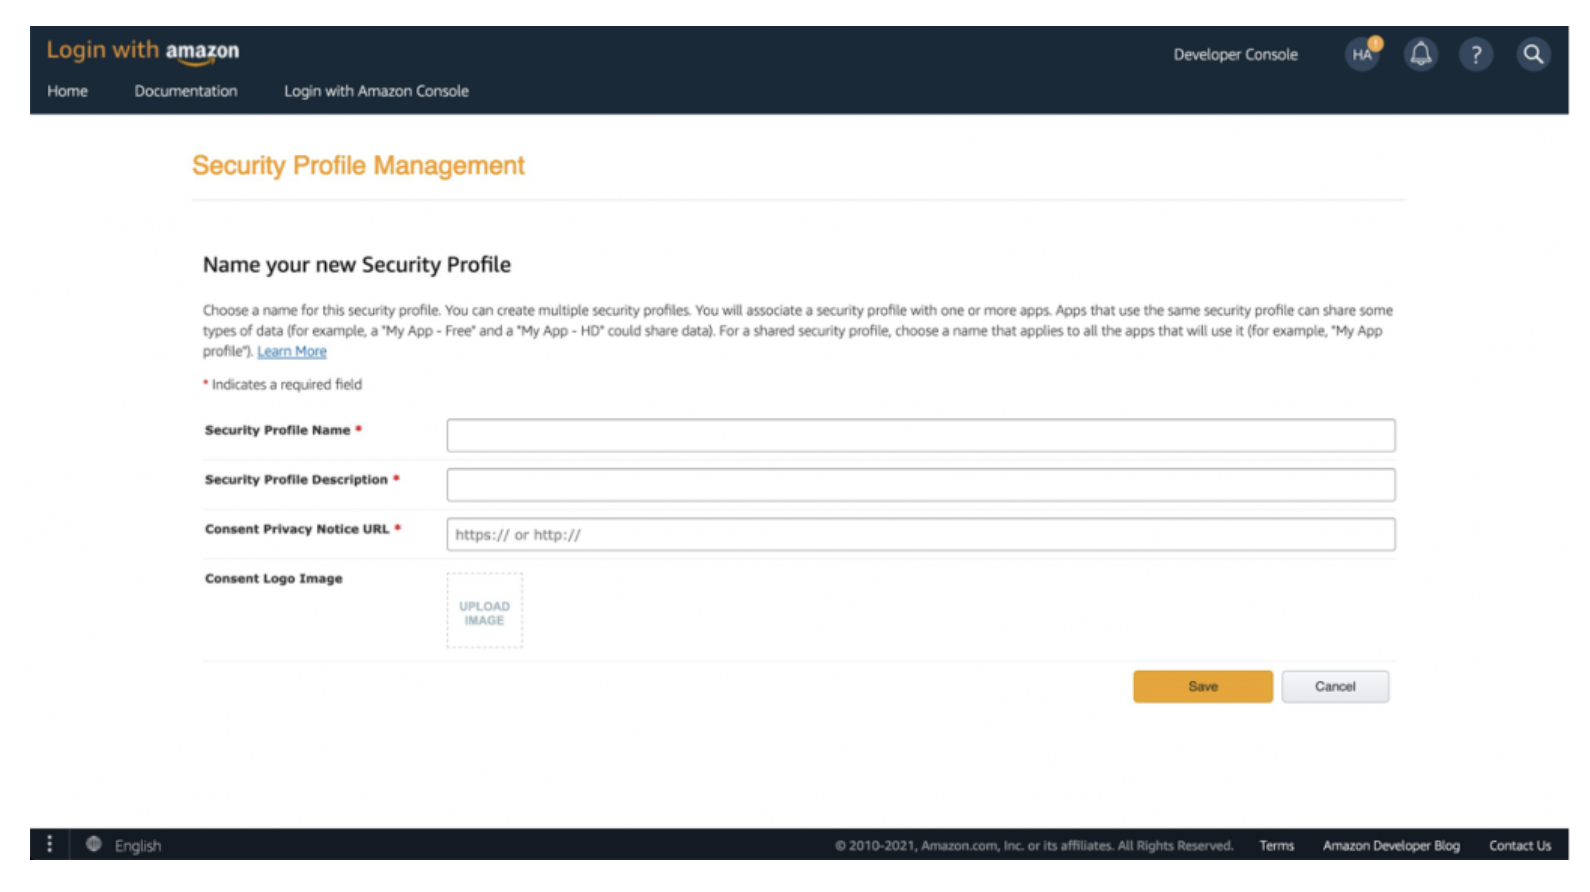 Login with amazon
Developer Console
HA
!
?
Home
Documentation
Login with Amazon Console
Security Profile Management
Name your new Security Profile
Choose a name for this security profile. You can create multiple security profiles. You will associate a security profile with one or more apps. Apps that use the same security profile can share some
types of data (for example, a "My App - Free" and a "My App - HD" could share data). For a shared security profile, choose a name that applies to all the apps that will use it (for example, "My App
profile"). Learn More
* Indicates a required field
Security Profile Name *
Security Profile Description *
Consent Privacy Notice URL *
https:// or http://
Consent Logo Image
UPLOAD
IMAGE
Save
Cancel
English
© 2010-2021, Amazon.com, Inc. or its affiliates. All Rights Reserved.
Terms
Amazon Developer Blog
Contact Us